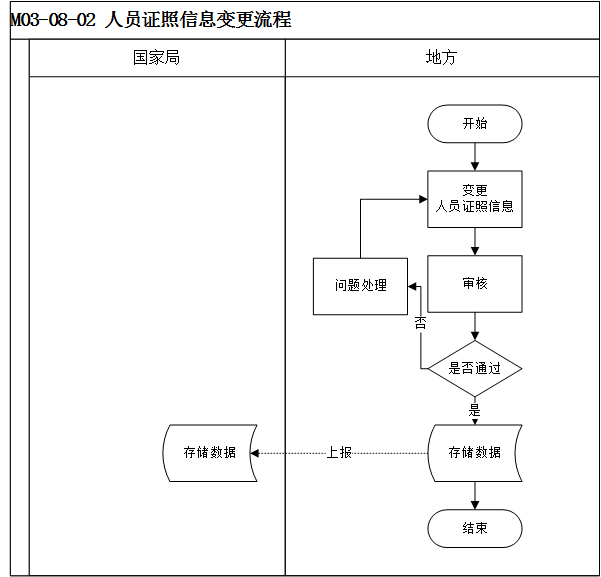 M03-08-02 人员证照信息变更流程
国家局
地方
开始
变更
人员证照信息
问题处理
审核
否
是否通过
是
存储数据
上报
存储数据
结束